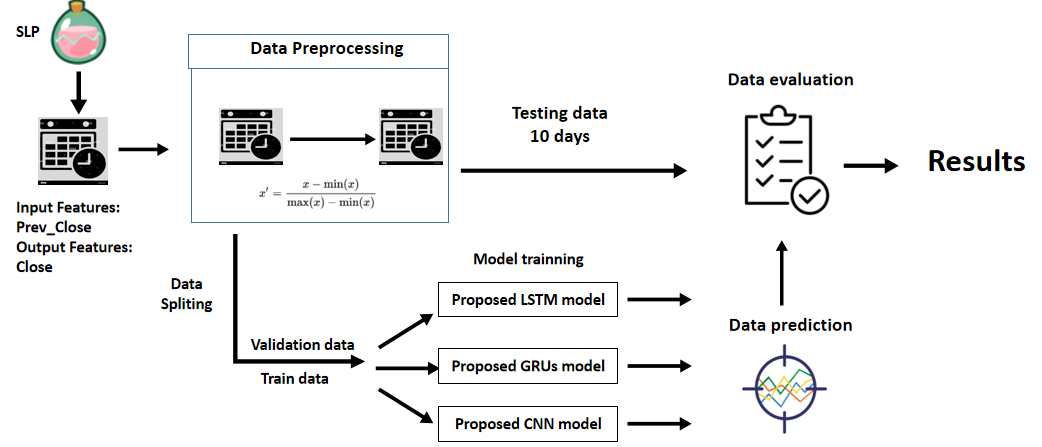 SLP
Input Features:
Prev_Close
Output Features:
Close
Data Preprocessing
x′ = x − min(x) / max(x) − min(x)
Testing data
10 days
Data evaluation
Results
Data
Spliting
Validation data
Train data
Model trainning
Proposed LSTM model
Proposed GRUs model
Proposed CNN model
Data prediction